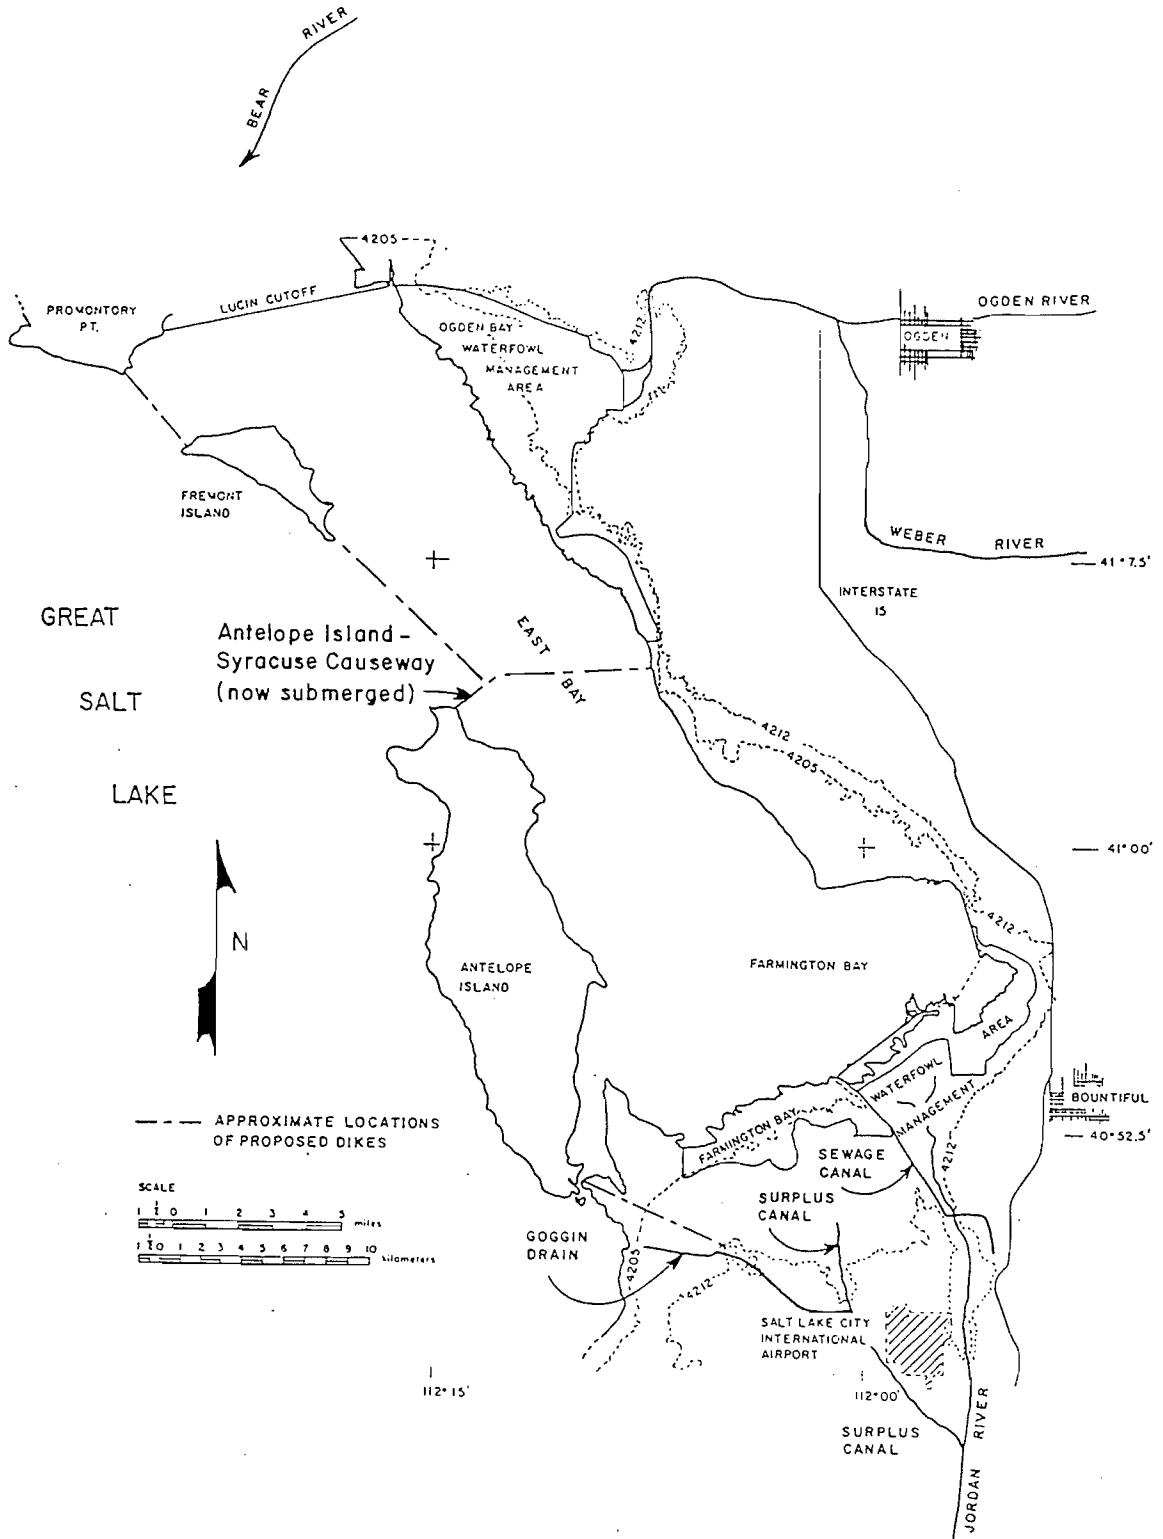 BEAR RIVER
4205
LUCIN CUTOFF
PROMONTORY
PT.
OGDEN BAY
WATERFOWL
MANAGEMENT
AREA
4212
OGDEN RIVER
OGDEN
FREMONT
ISLAND
WEBER RIVER
41°7.5'
INTERSTATE
15
GREAT
SALT
LAKE
Antelope Island -
Syracuse Causeway
(now submerged)
EAST
BAY
4212
4205
41°00'
N
4212
ANTELOPE
ISLAND
FARMINGTON BAY
FARMINGTON BAY
WATERFOWL
MANAGEMENT
AREA
BOUNTIFUL
40°52.5'
APPROXIMATE LOCATIONS
OF PROPOSED DIKES
SEWAGE
CANAL
4212
SURPLUS
CANAL
SCALE
1 ½ 0 1 2 3 4 5 miles
1 ½ 0 1 2 3 4 5 6 7 8 9 10 kilometers
GOGGIN
DRAIN
4205
4212
SALT LAKE CITY
INTERNATIONAL
AIRPORT
112°15'
112°00'
SURPLUS
CANAL
JORDAN RIVER